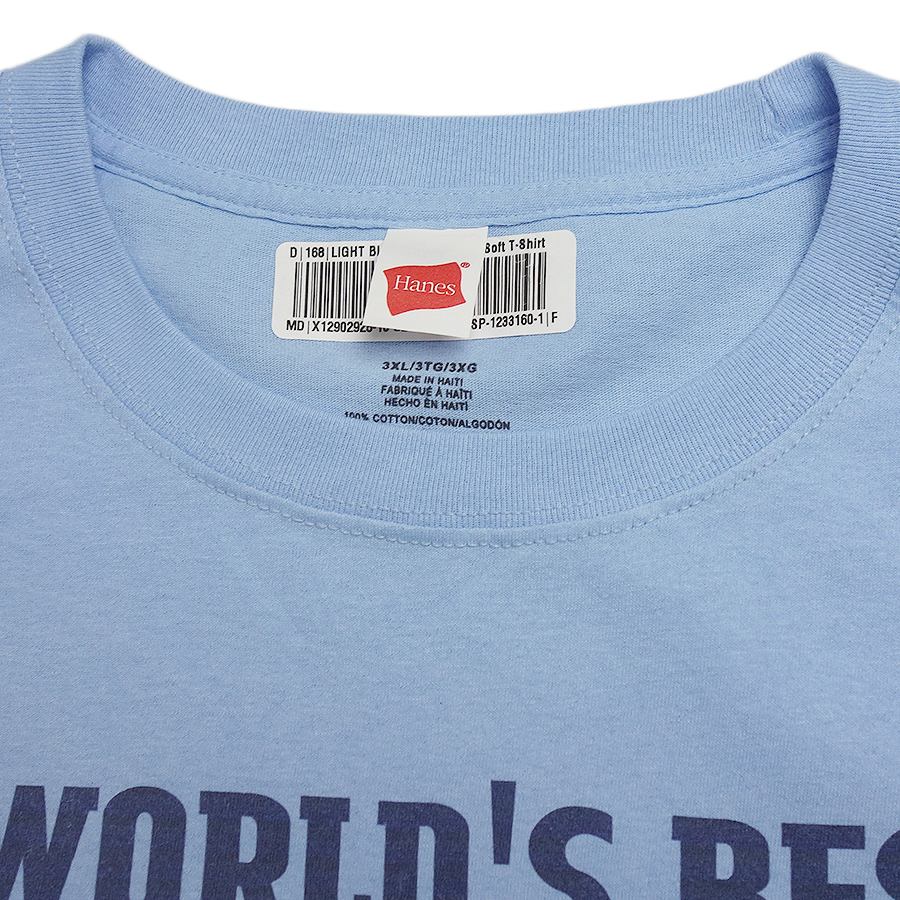 D|168|LIGHT
Soft T-Shirt
Hanes
MD|X12902928-10
SP-1233160-1|F
3XL/3TG/3XG
MADE IN HAITI
FABRIQUÉ À HAÏTI
HECHO EN HAITÍ
100% COTTON/COTON/ALGODÓN
WORLD'S BES